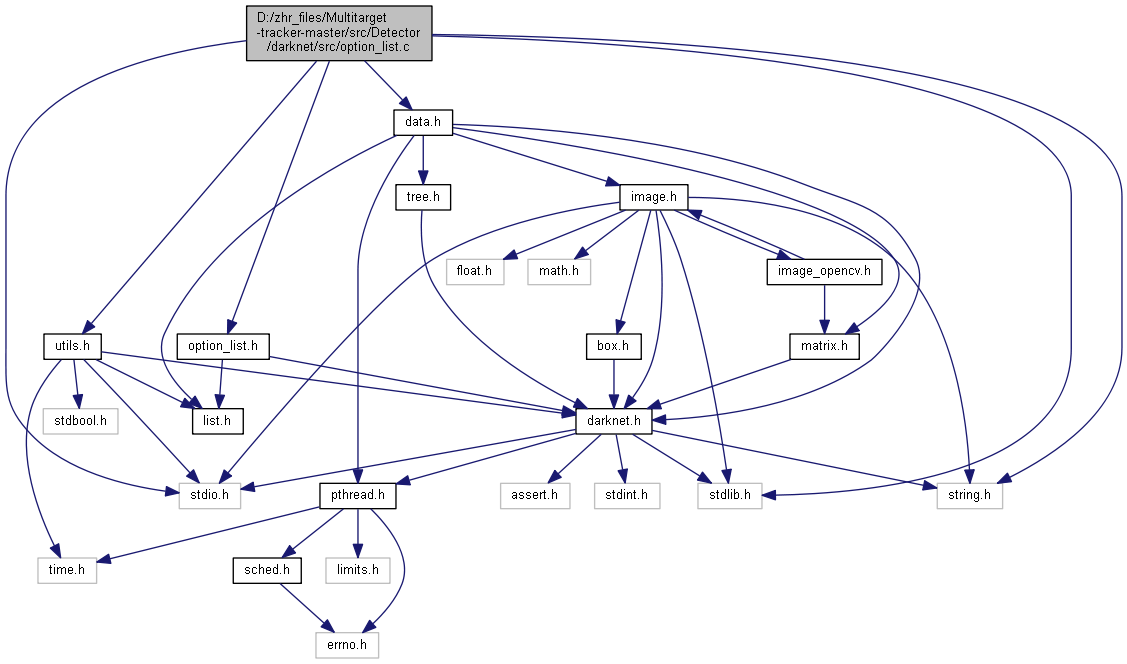 D:/zhr_files/Multitarget
-tracker-master/src/Detector
/darknet/src/option_list.c
data.h
tree.h
image.h
float.h
math.h
image_opencv.h
utils.h
option_list.h
box.h
matrix.h
stdbool.h
list.h
darknet.h
stdio.h
pthread.h
assert.h
stdint.h
stdlib.h
string.h
time.h
sched.h
limits.h
errno.h